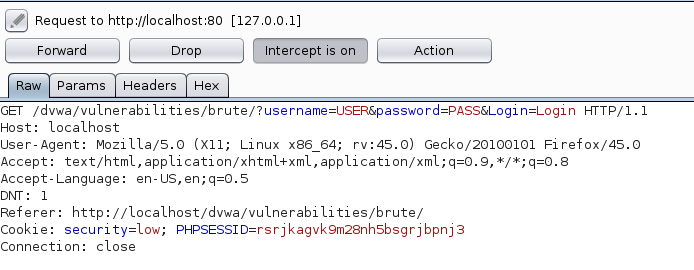 Request to http://localhost:80 [127.0.0.1]
Forward Drop Intercept is on Action
Raw Params Headers Hex
GET /dvwa/vulnerabilities/brute/?username=USER&password=PASS&Login=Login HTTP/1.1
Host: localhost
User-Agent: Mozilla/5.0 (X11; Linux x86_64; rv:45.0) Gecko/20100101 Firefox/45.0
Accept: text/html,application/xhtml+xml,application/xml;q=0.9,*/*;q=0.8
Accept-Language: en-US,en;q=0.5
DNT: 1
Referer: http://localhost/dvwa/vulnerabilities/brute/
Cookie: security=low; PHPSESSID=rsrjkagvk9m28nh5bsgrjbpnj3
Connection: close